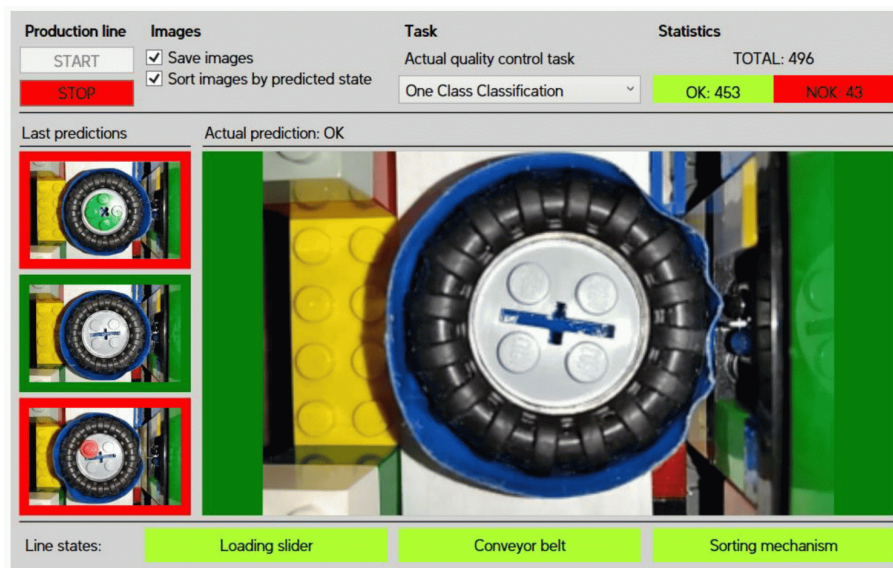 Production line
START
STOP
Images
Save images
Sort images by predicted state
Task
Actual quality control task
One Class Classification
Statistics
TOTAL: 496
OK: 453
NOK: 43
Last predictions
Actual prediction: OK
Line states:
Loading slider
Conveyor belt
Sorting mechanism